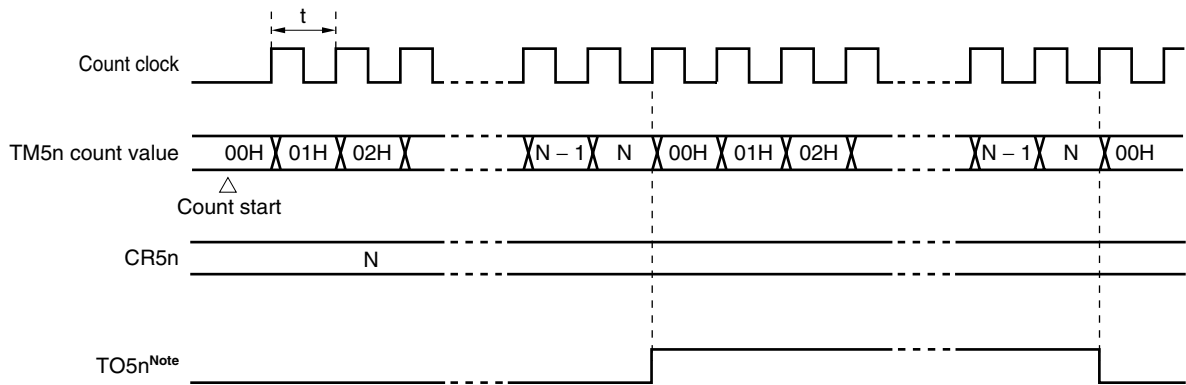 t
Count clock
TM5n count value 00H 01H 02H N − 1 N 00H 01H 02H N − 1 N 00H
△
Count start
CR5n N
TO5nNote